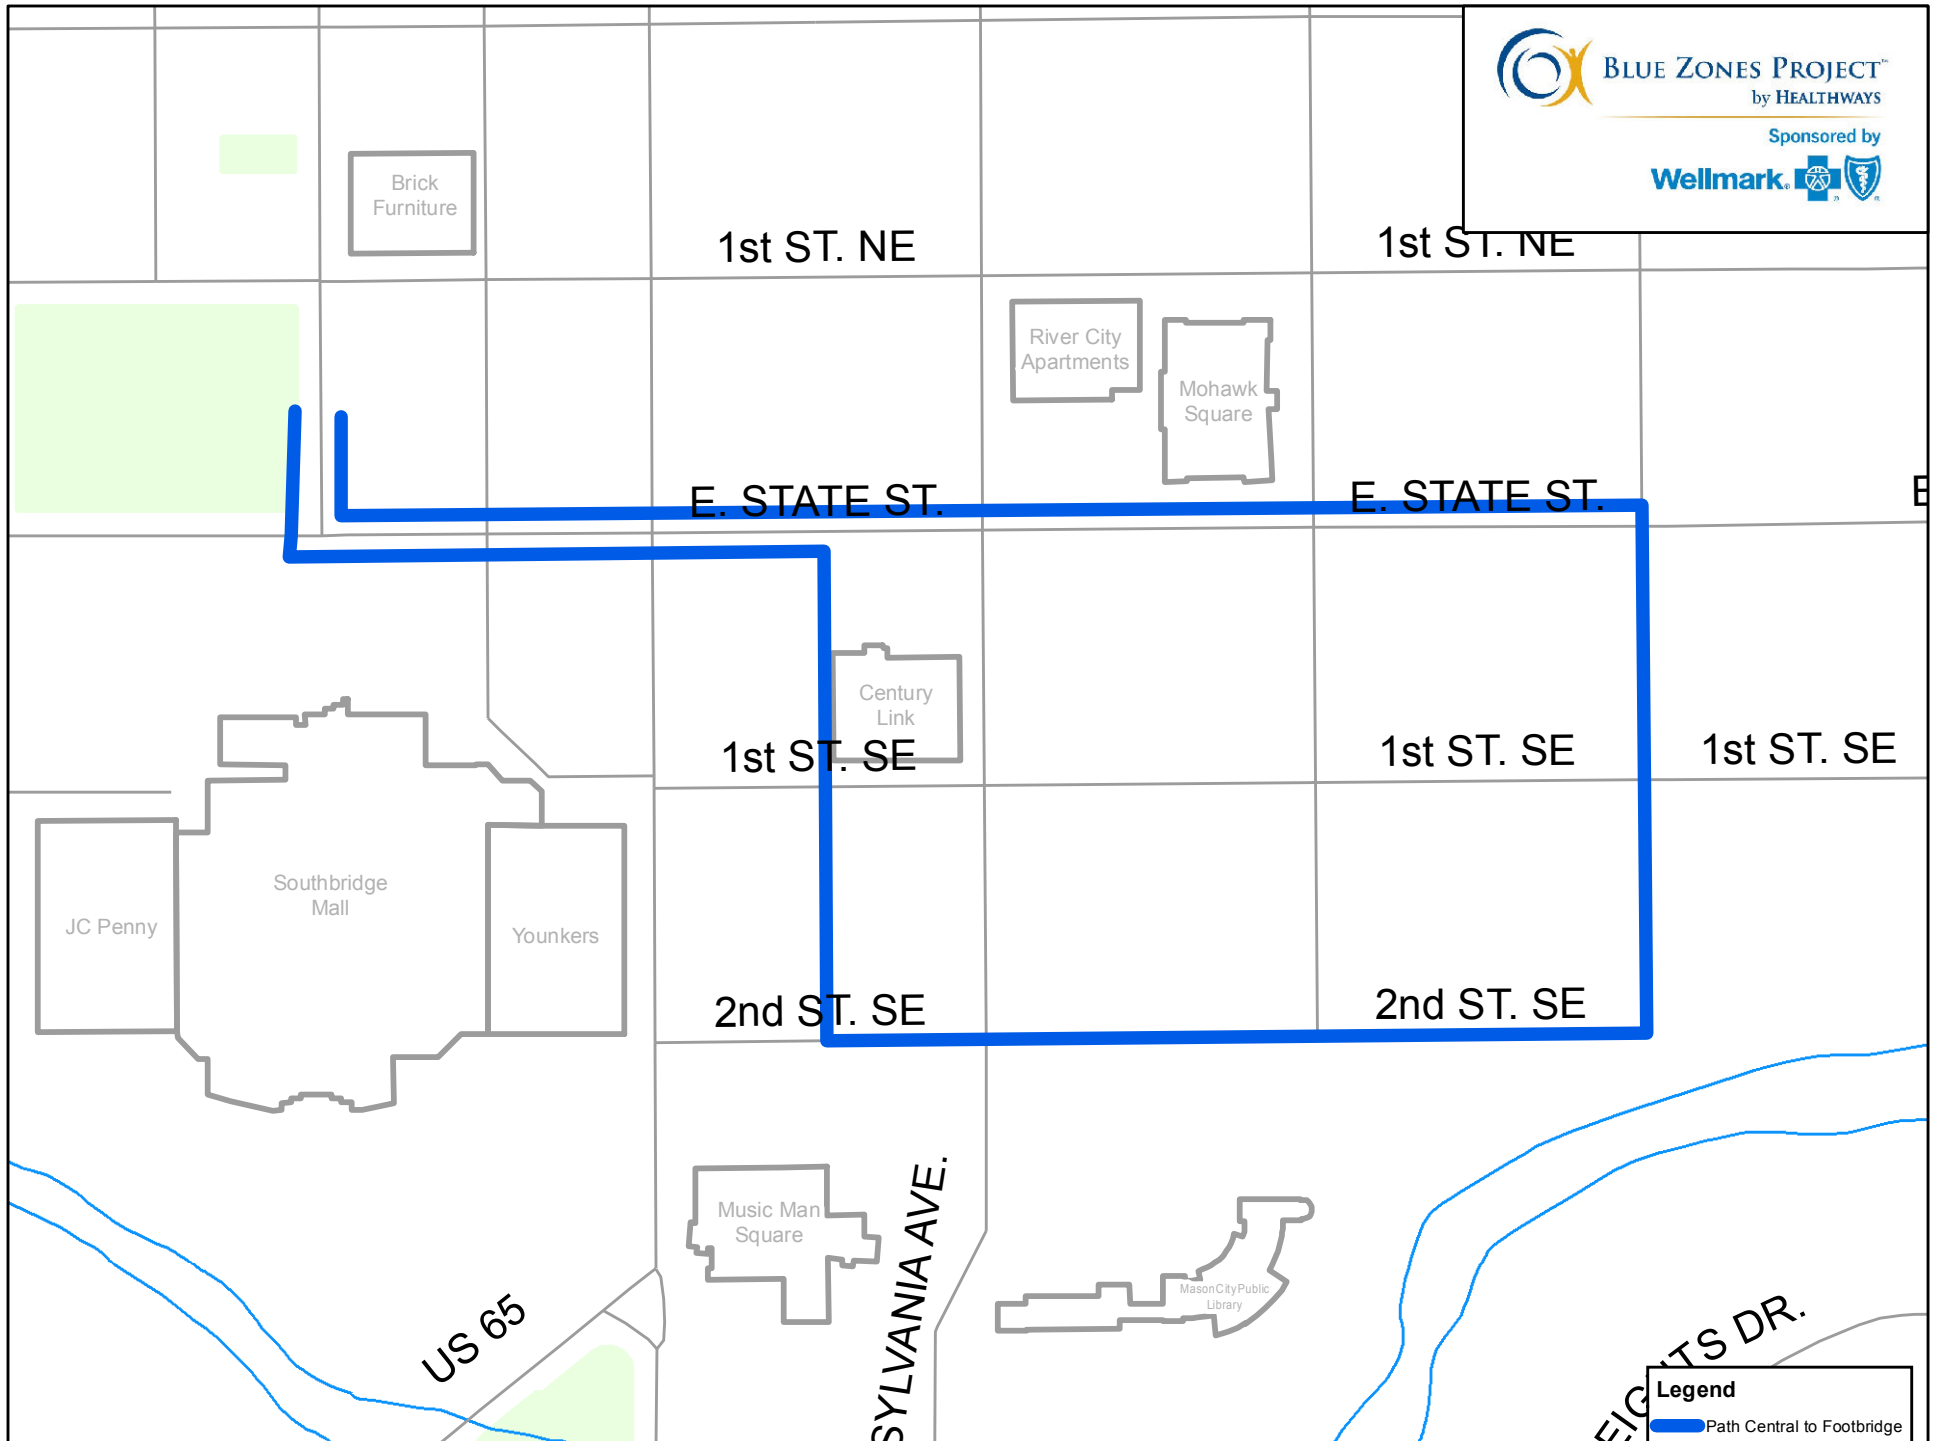 BLUE ZONES PROJECT™
by HEALTHWAYS
Sponsored by
Wellmark®
Brick
Furniture
1st ST. NE
1st ST. NE
River City
Apartments
Mohawk
Square
E. STATE ST.
E. STATE ST.
E
Century
Link
1st ST. SE
1st ST. SE
1st ST. SE
Southbridge
Mall
JC Penny
Younkers
2nd ST. SE
2nd ST. SE
Music Man
Square
SYLVANIA AVE.
Mason City Public
Library
US 65
EIGHTS DR.
Legend
Path Central to Footbridge